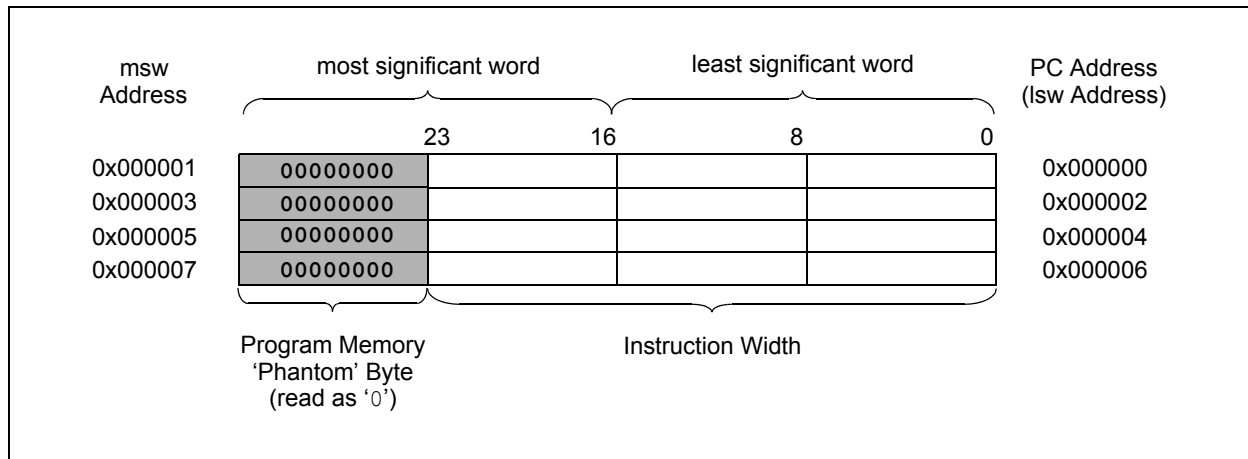 msw
Address
most significant word
least significant word
PC Address
(lsw Address)
23 16 8 0
0x000001 00000000 0x000000
0x000003 00000000 0x000002
0x000005 00000000 0x000004
0x000007 00000000 0x000006
Program Memory
‘Phantom’ Byte
(read as ‘0’)
Instruction Width